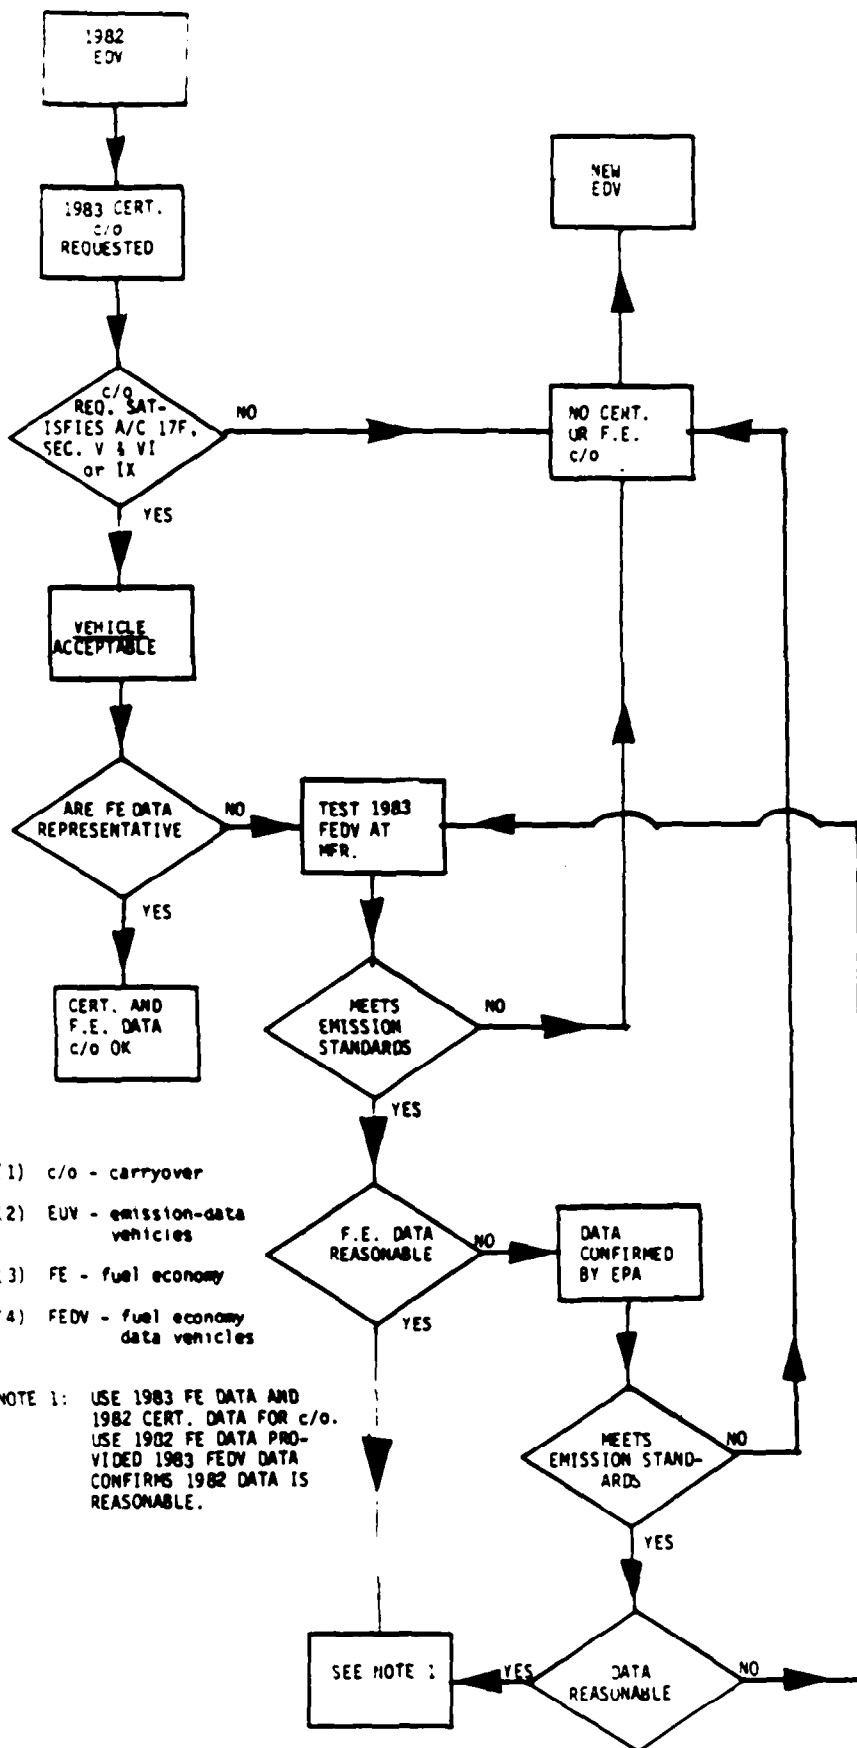 1982
EDV
1983 CERT.
c/o
REQUESTED
NEW
EDV
c/o
REQ. SAT-
ISFIES A/C 17F,
SEC. V & VI
or IX
NO
YES
NO CERT.
OR F.E.
c/o
VEHICLE
ACCEPTABLE
ARE FE DATA
REPRESENTATIVE
NO
YES
TEST 1983
FEDV AT
MFR.
CERT. AND
F.E. DATA
c/o OK
MEETS
EMISSION
STANDARDS
NO
YES
1) c/o - carryover
2) EDV - emission-data
vehicles
3) FE - fuel economy
4) FEDV - fuel economy
data vehicles
F.E. DATA
REASONABLE
NO
YES
DATA
CONFIRMED
BY EPA
NOTE 1: USE 1983 FE DATA AND
1982 CERT. DATA FOR c/o.
USE 1982 FE DATA PRO-
VIDED 1983 FEDV DATA
CONFIRMS 1982 DATA IS
REASONABLE.
MEETS
EMISSION STAND-
ARDS
NO
YES
SEE NOTE 1
YES
DATA
REASONABLE
NO